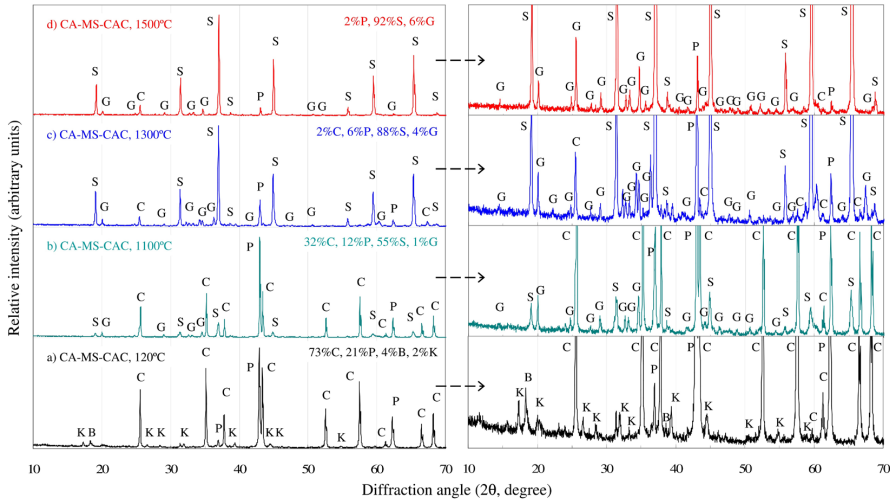 Relative intensity (arbitrary units)
d) CA-MS-CAC, 1500ºC
2%P, 92%S, 6%G
S G G C G S G G G S S P S G G S S G S S
S G G S G G G S G G S G G S P G G S G G G G G S G S G P S G S
c) CA-MS-CAC, 1300ºC
2%C, 6%P, 88%S, 4%G
S G C G S G G G S S G P S G G S S G P S C S
G S G G C G G S G G G G S G P S G P G C S G G G G S G C S S P G S G S
b) CA-MS-CAC, 1100ºC
32%C, 12%P, 55%S, 1%G
S G C G S G G C S C P C S C C S C P S C C
S G G C G G S G G G C P C S P C G S G C G S C S P C S C C
a) CA-MS-CAC, 120ºC
73%C, 21%P, 4%B, 2%K
K B C K K K C P C K P C K K C K C C P C C
K B K C K K K K C P S B C K P C K K C K C K C P C C C
10 20 30 40 50 60 70
10 20 30 40 50 60 70
Diffraction angle (2θ, degree)